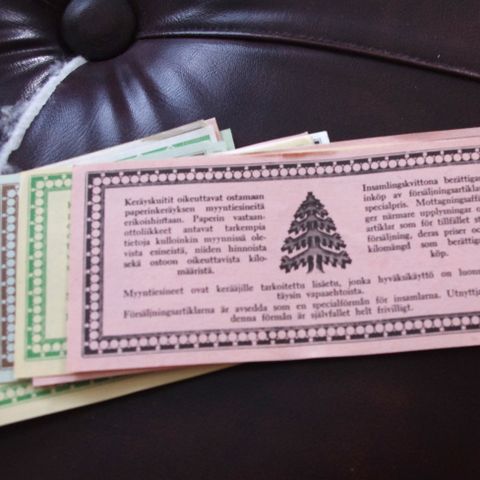 Keräyskuitit oikeuttavat ostamaan
paperinkeräyksen myyntiesineitä
erikoishintaan. Paperin vastaan-
ottoliikkeet antavat tarkempia
tietoja kulloinkin myynnissä ole-
vista esineistä, niiden hinnoista
sekä ostoon oikeuttavista kilo-
määristä.
Insamlingskvittona berättiga
inköp av försäljningsartikla
specialpris. Mottagningsaffä
ger närmare upplysningar o
artiklar som för tillfället st
försäljning, deras priser oc
kilomängd som berättigar
köp.
Myyntiesineet ovat kerääjille tarkoitettu lisäetu, jonka hyväksikäyttö on luonn
täysin vapaaehtoista.
Försäljningsartiklarna är avsedda som en specialförmån för insamlarna. Utnyttj
denna förmån är självfallet helt frivilligt.